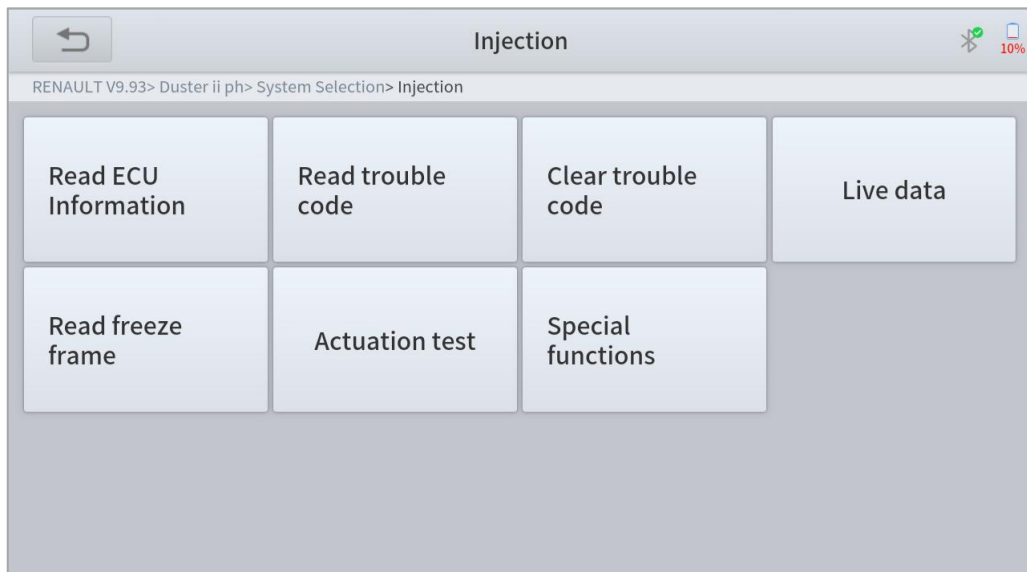 Injection
10%
RENAULT V9.93> Duster ii ph> System Selection> Injection
Read ECU
Information
Read trouble
code
Clear trouble
code
Live data
Read freeze
frame
Actuation test
Special
functions